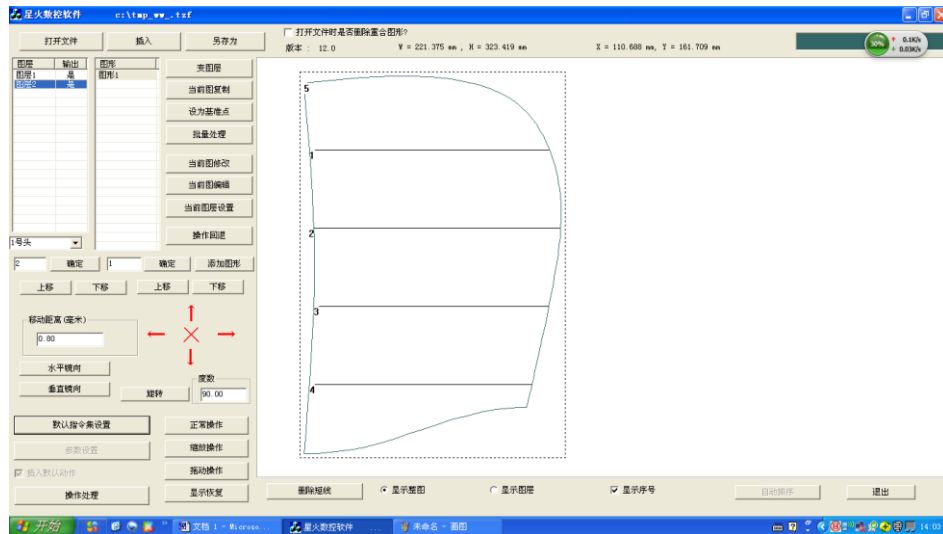 星火数控软件 c:\tmp_ww_.tzf
打开文件 插入 另存为
打开文件时是否删除重合图形?
版本 : 12.0 W = 221.375 mm , H = 323.419 mm X = 110.688 mm, Y = 161.709 mm
30% 0.1K/s
0.03K/s
图层 输出 图形
图层1 是 图形1
图层2 是
变图层
当前图复制
设为基准点
批量处理
当前图修改
当前图编辑
当前图层设置
操作回退
1号头
2 确定 1 确定 添加图形
上移 下移 上移 下移
移动距离(毫米)
0.80
水平镜向
垂直镜向 旋转
度数
90.00
默认指令集设置 正常操作
参数设置 缩放操作
插入默认动作 拖动操作
操作处理 显示恢复
5
1
2
3
4
删除短线 显示整图 显示图层 显示序号 自动排序 退出
开始 文档 1 - Microso... 星火数控软件 ... 未命名 - 画图 14:03